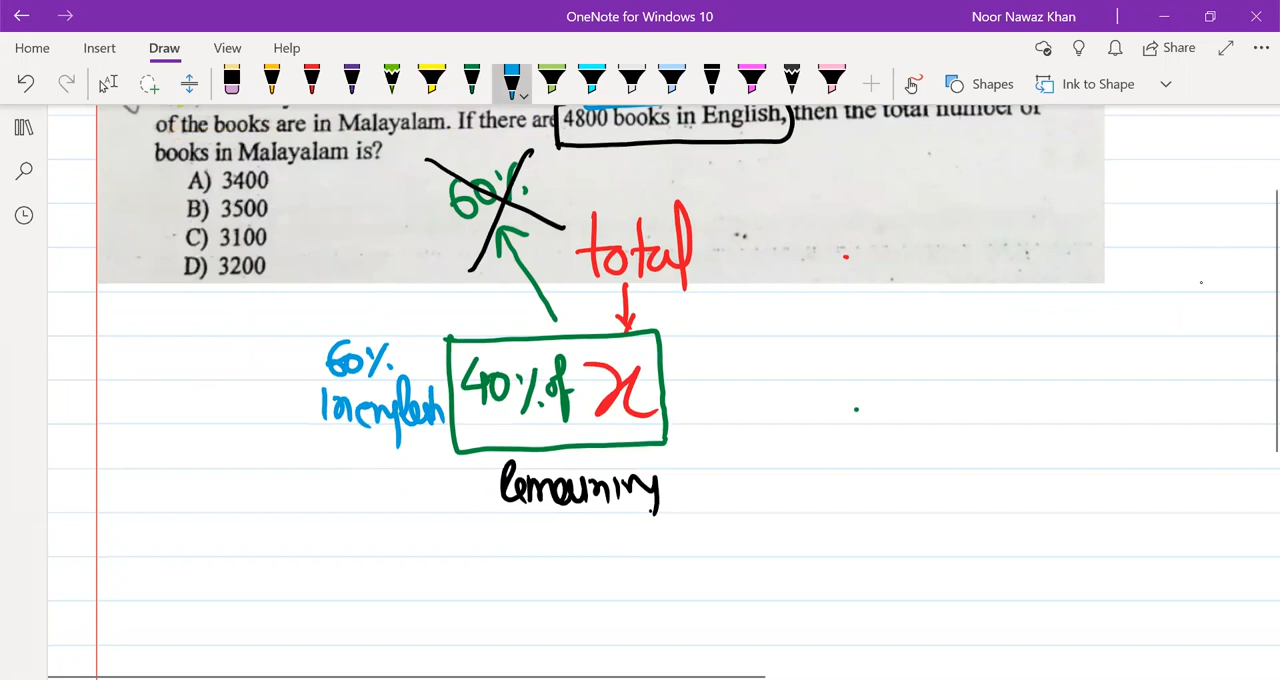 OneNote for Windows 10
Noor Nawaz Khan
Home Insert Draw View Help
Share
Shapes
Ink to Shape
of the books are in Malayalam. If there are 4800 books in English, then the total number of
books in Malayalam is?
A) 3400
B) 3500
C) 3100
D) 3200
60%
total
60%
In english
40% of x
Remaining